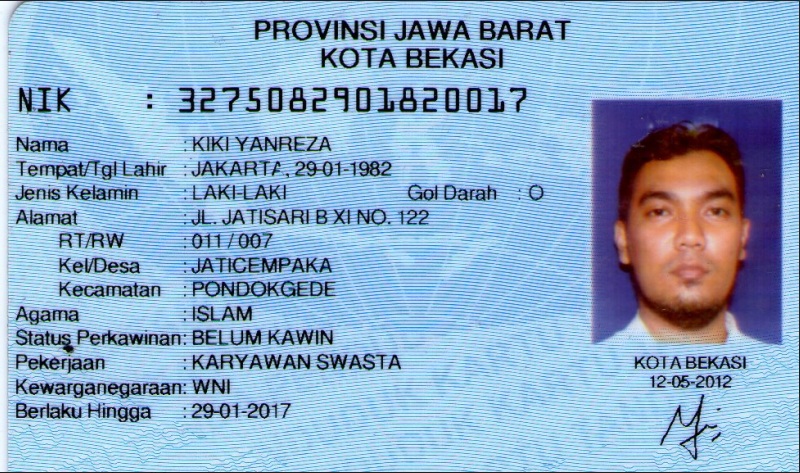 PROVINSI JAWA BARAT
KOTA BEKASI
NIK : 3275082901820017
Nama : KIKI YANREZA
Tempat/Tgl Lahir : JAKARTA, 29-01-1982
Jenis Kelamin : LAKI-LAKI Gol Darah : O
Alamat : JL. JATISARI B XI NO. 122
RT/RW : 011 / 007
Kel/Desa : JATICEMPAKA
Kecamatan : PONDOKGEDE
Agama : ISLAM
Status Perkawinan: BELUM KAWIN
Pekerjaan : KARYAWAN SWASTA
Kewarganegaraan: WNI
Berlaku Hingga : 29-01-2017
KOTA BEKASI
12-05-2012